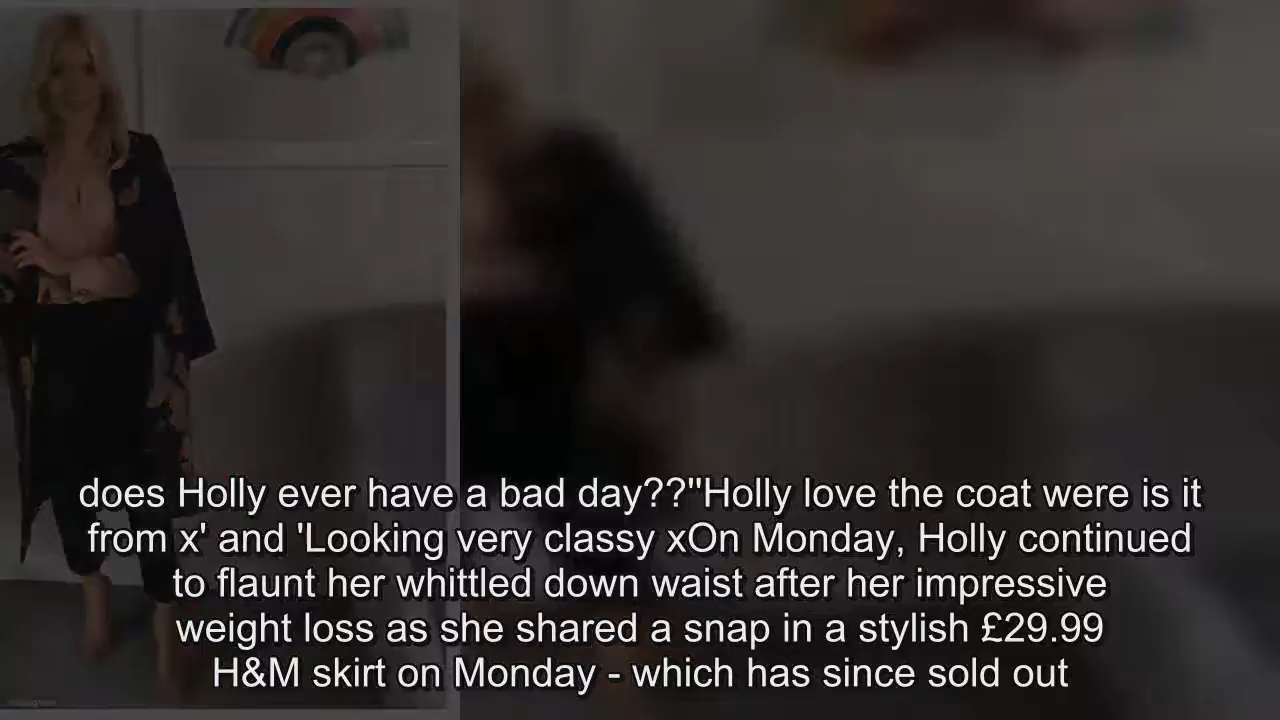 does Holly ever have a bad day??''Holly love the coat were is it
from x' and 'Looking very classy xOn Monday, Holly continued
to flaunt her whittled down waist after her impressive
weight loss as she shared a snap in a stylish £29.99
H&M skirt on Monday - which has since sold out